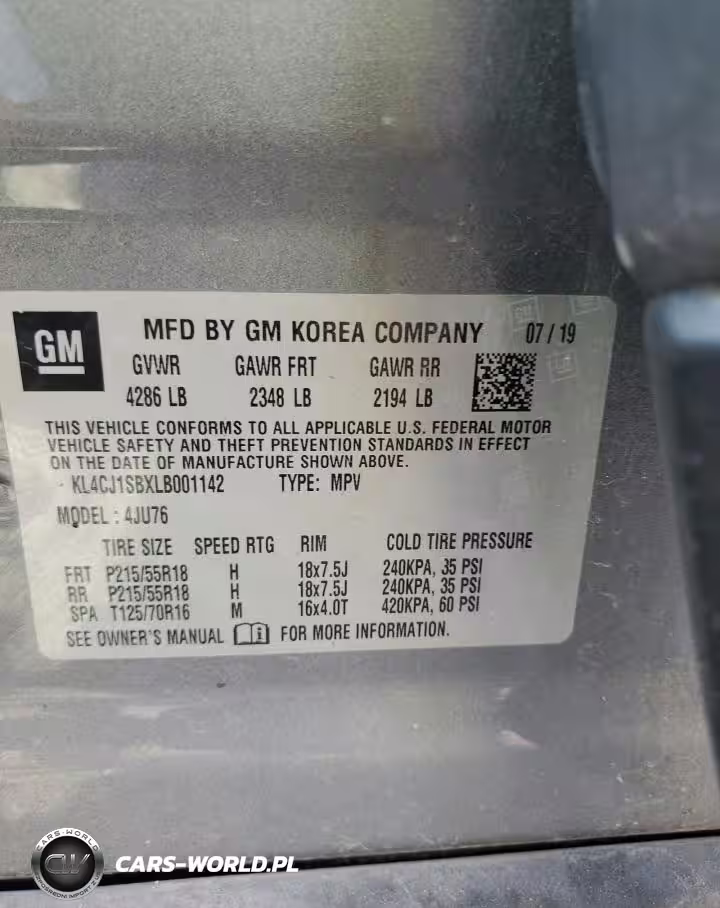 GM MFD BY GM KOREA COMPANY 07 / 19
GVWR GAWR FRT GAWR RR
4286 LB 2348 LB 2194 LB
THIS VEHICLE CONFORMS TO ALL APPLICABLE U.S. FEDERAL MOTOR
VEHICLE SAFETY AND THEFT PREVENTION STANDARDS IN EFFECT
ON THE DATE OF MANUFACTURE SHOWN ABOVE.
KL4CJ1SBXLB001142 TYPE: MPV
MODEL : 4JU76
TIRE SIZE SPEED RTG RIM COLD TIRE PRESSURE
FRT P215/55R18 H 18x7.5J 240KPA, 35 PSI
RR P215/55R18 H 18x7.5J 240KPA, 35 PSI
SPA T125/70R16 M 16x4.0T 420KPA, 60 PSI
SEE OWNER'S MANUAL FOR MORE INFORMATION.
CARS-WORLD
CW
CARS-WORLD.PL